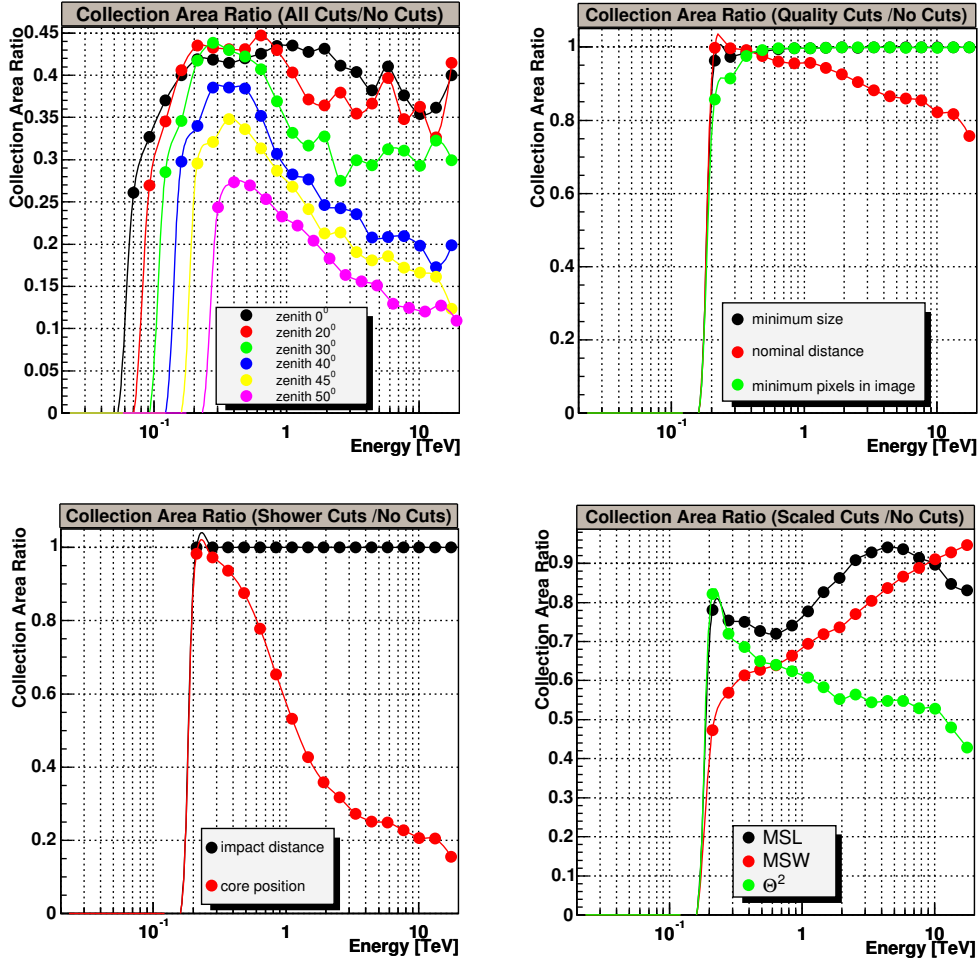 Collection Area Ratio (All Cuts/No Cuts)
Collection Area Ratio
0.45
0.4
0.35
0.3
0.25
0.2
0.15
0.1
0.05
0
zenith 0⁰
zenith 20⁰
zenith 30⁰
zenith 40⁰
zenith 45⁰
zenith 50⁰
10⁻¹
1
10
Energy [TeV]
Collection Area Ratio (Quality Cuts /No Cuts)
Collection Area Ratio
1
0.8
0.6
0.4
0.2
0
minimum size
nominal distance
minimum pixels in image
10⁻¹
1
10
Energy [TeV]
Collection Area Ratio (Shower Cuts /No Cuts)
Collection Area Ratio
1
0.8
0.6
0.4
0.2
0
impact distance
core position
10⁻¹
1
10
Energy [TeV]
Collection Area Ratio (Scaled Cuts /No Cuts)
Collection Area Ratio
0.9
0.8
0.7
0.6
0.5
0.4
0.3
0.2
0.1
0
MSL
MSW
Θ²
10⁻¹
1
10
Energy [TeV]